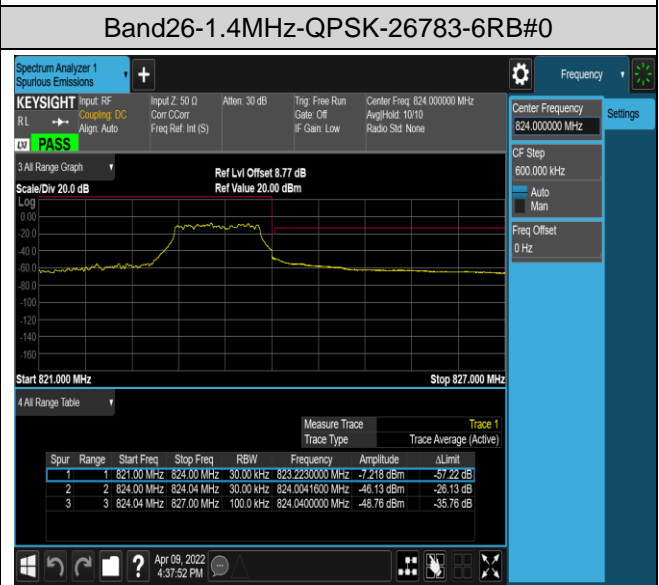 Band26-1.4MHz-QPSK-26783-6RB#0
Spectrum Analyzer 1
Spurious Emissions
Frequency
KEYSIGHT
RL
Input: RF
Coupling: DC
Align: Auto
Input Z: 50 Ω
Corr CCorr
Freq Ref: Int (S)
Atten: 30 dB
Trig: Free Run
Gate: Off
IF Gain: Low
Center Freq: 824.000000 MHz
Avg|Hold: 10/10
Radio Std: None
LXI PASS
Center Frequency
824.000000 MHz
Settings
CF Step
600.000 kHz
Auto
Man
Freq Offset
0 Hz
3 All Range Graph
Scale/Div 20.0 dB
Ref Lvl Offset 8.77 dB
Ref Value 20.00 dBm
Log
0.00
-20.0
-40.0
-60.0
-80.0
-100
-120
-140
-160
Start 821.000 MHz
Stop 827.000 MHz
4 All Range Table
Measure Trace Trace 1
Trace Type Trace Average (Active)
Spur Range Start Freq Stop Freq RBW Frequency Amplitude ΔLimit
1 1 821.00 MHz 824.00 MHz 30.00 kHz 823.2230000 MHz -7.218 dBm -57.22 dB
2 2 824.00 MHz 824.04 MHz 30.00 kHz 824.0041600 MHz -46.13 dBm -26.13 dB
3 3 824.04 MHz 827.00 MHz 100.0 kHz 824.0400000 MHz -48.76 dBm -35.76 dB
Apr 09, 2022
4:37:52 PM